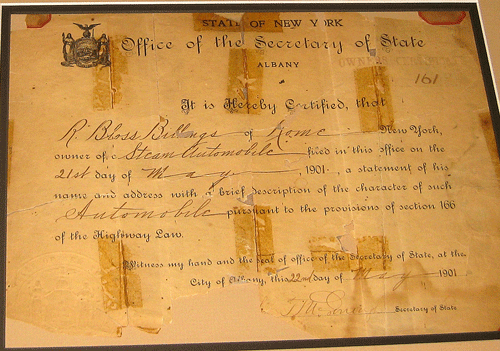 STATE OF NEW YORK
Office of the Secretary of State
ALBANY
161
It is Hereby Certified, that
R Bloss Billings of Rome New York,
owner of Steam Automobile filed in this office on the
21st day of May, 1901, a statement of his
name and address with a brief description of the character of such
Automobile pursuant to the provisions of section 166
of the Highway Law.
Witness my hand and the seal of office of the Secretary of State, at the
City of Albany, this 22nd day of May 1901
Secretary of State